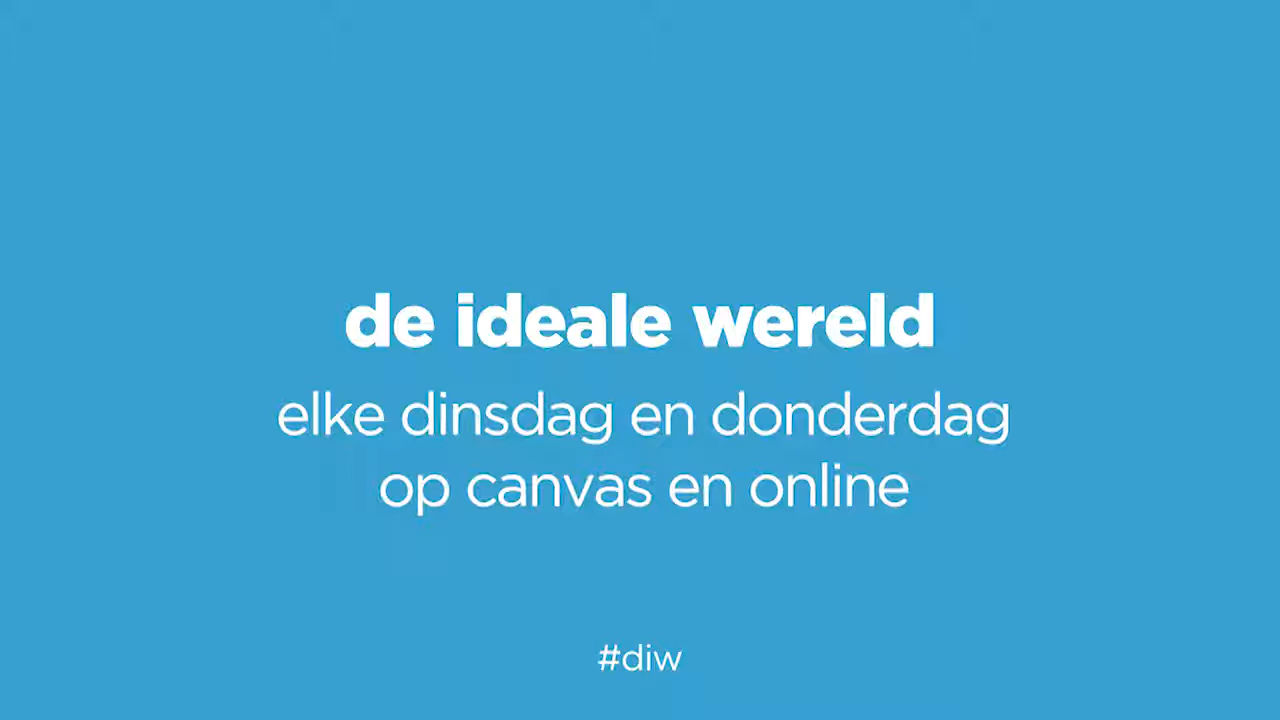 de ideale wereld
elke dinsdag en donderdag
op canvas en online
#diw